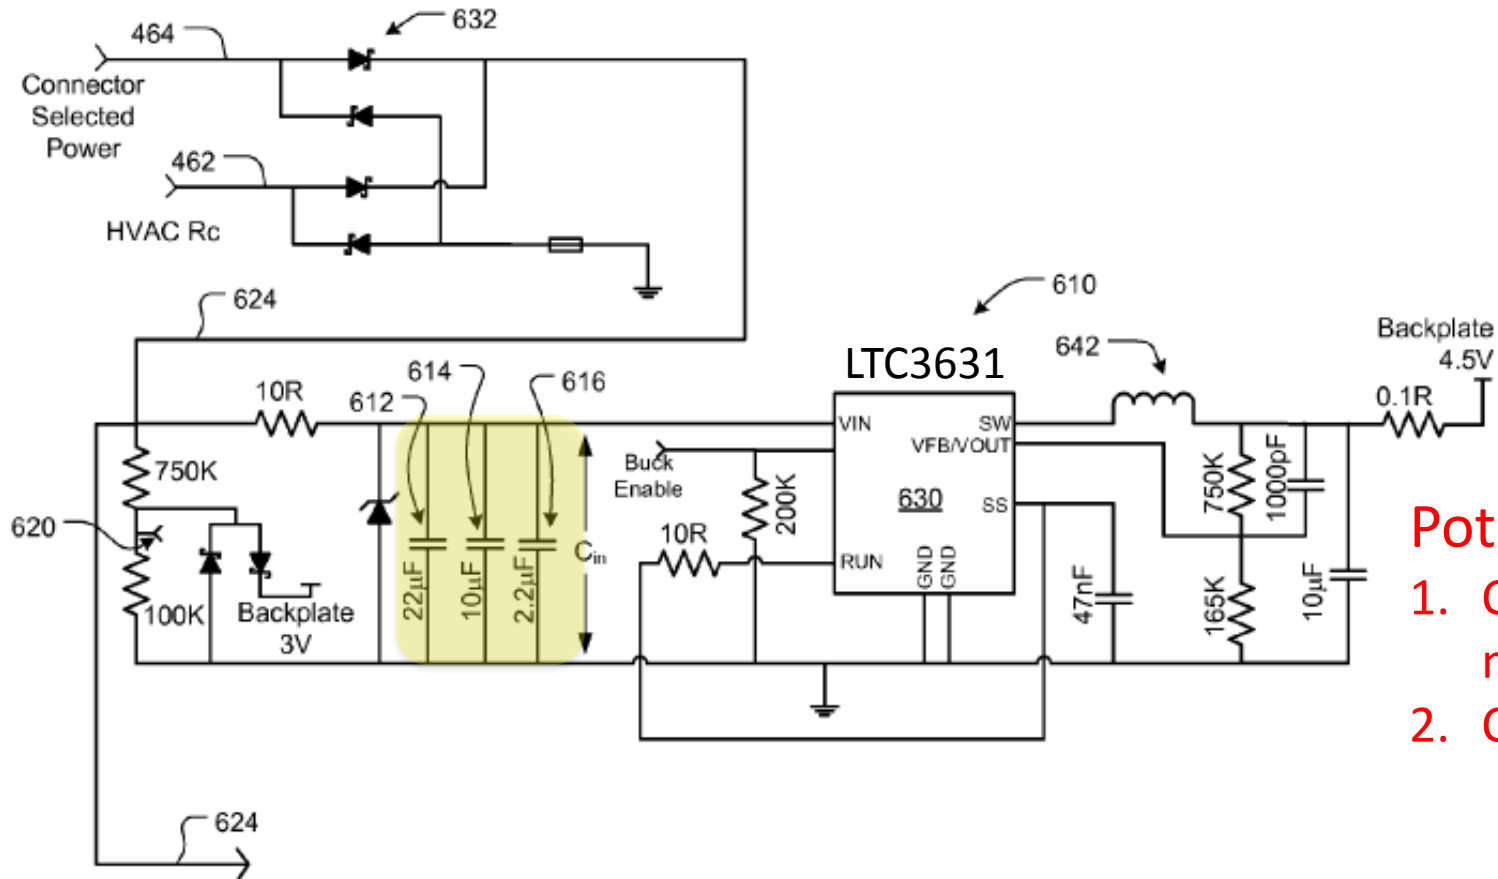 464
632
Connector
Selected
Power
462
HVAC Rc
624
610
Backplate
4.5V
642
LTC3631
614
616
10R
612
0.1R
VIN
SW
VFB/VOUT
Buck
Enable
750K
200K
630
SS
750K
1000pF
620
10R
Cin
RUN
GND
GND
22µF
10µF
2.2µF
100K
Backplate
3V
47nF
165K
10µF
Pot
1. C
r
2. C
624